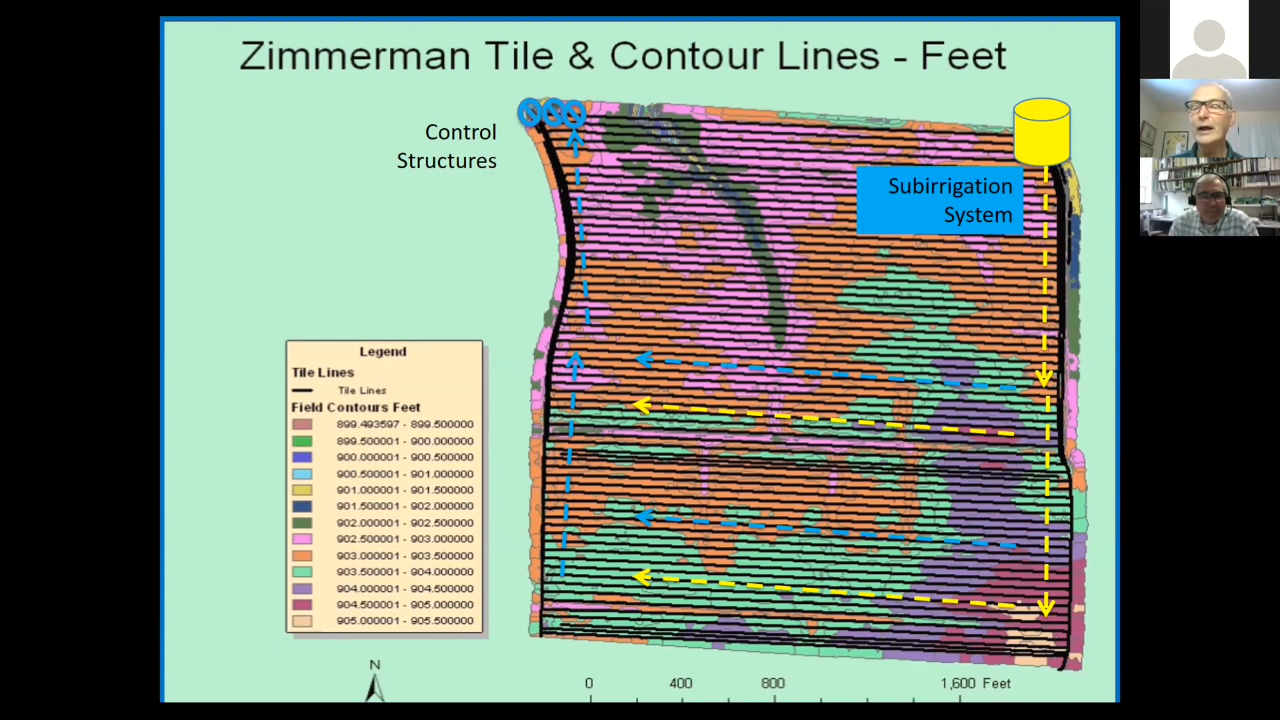 Zimmerman Tile & Contour Lines - Feet
Control
Structures
Subirrigation
System
Legend
Tile Lines
Tile Lines
Field Contours Feet
899.493597 - 899.500000
899.500001 - 900.000000
900.000001 - 900.500000
900.500001 - 901.000000
901.000001 - 901.500000
901.500001 - 902.000000
902.000001 - 902.500000
902.500001 - 903.000000
903.000001 - 903.500000
903.500001 - 904.000000
904.000001 - 904.500000
904.500001 - 905.000000
905.000001 - 905.500000
N
0 400 800 1,600 Feet